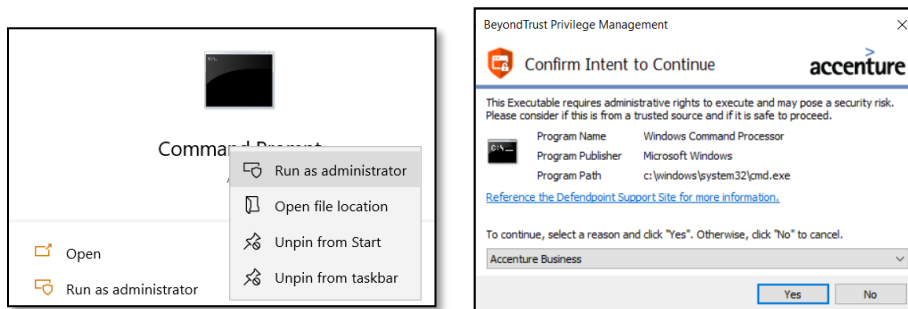 Command Prompt
Run as administrator
Open file location
Unpin from Start
Unpin from taskbar
Open
Run as administrator
BeyondTrust Privilege Management
Confirm Intent to Continue
accenture
This Executable requires administrative rights to execute and may pose a security risk.
Please consider if this is from a trusted source and if it is safe to proceed.
Program Name Windows Command Processor
Program Publisher Microsoft Windows
Program Path c:\windows\system32\cmd.exe
Reference the Defendpoint Support Site for more information.
To continue, select a reason and click "Yes". Otherwise, click "No" to cancel.
Accenture Business
Yes No